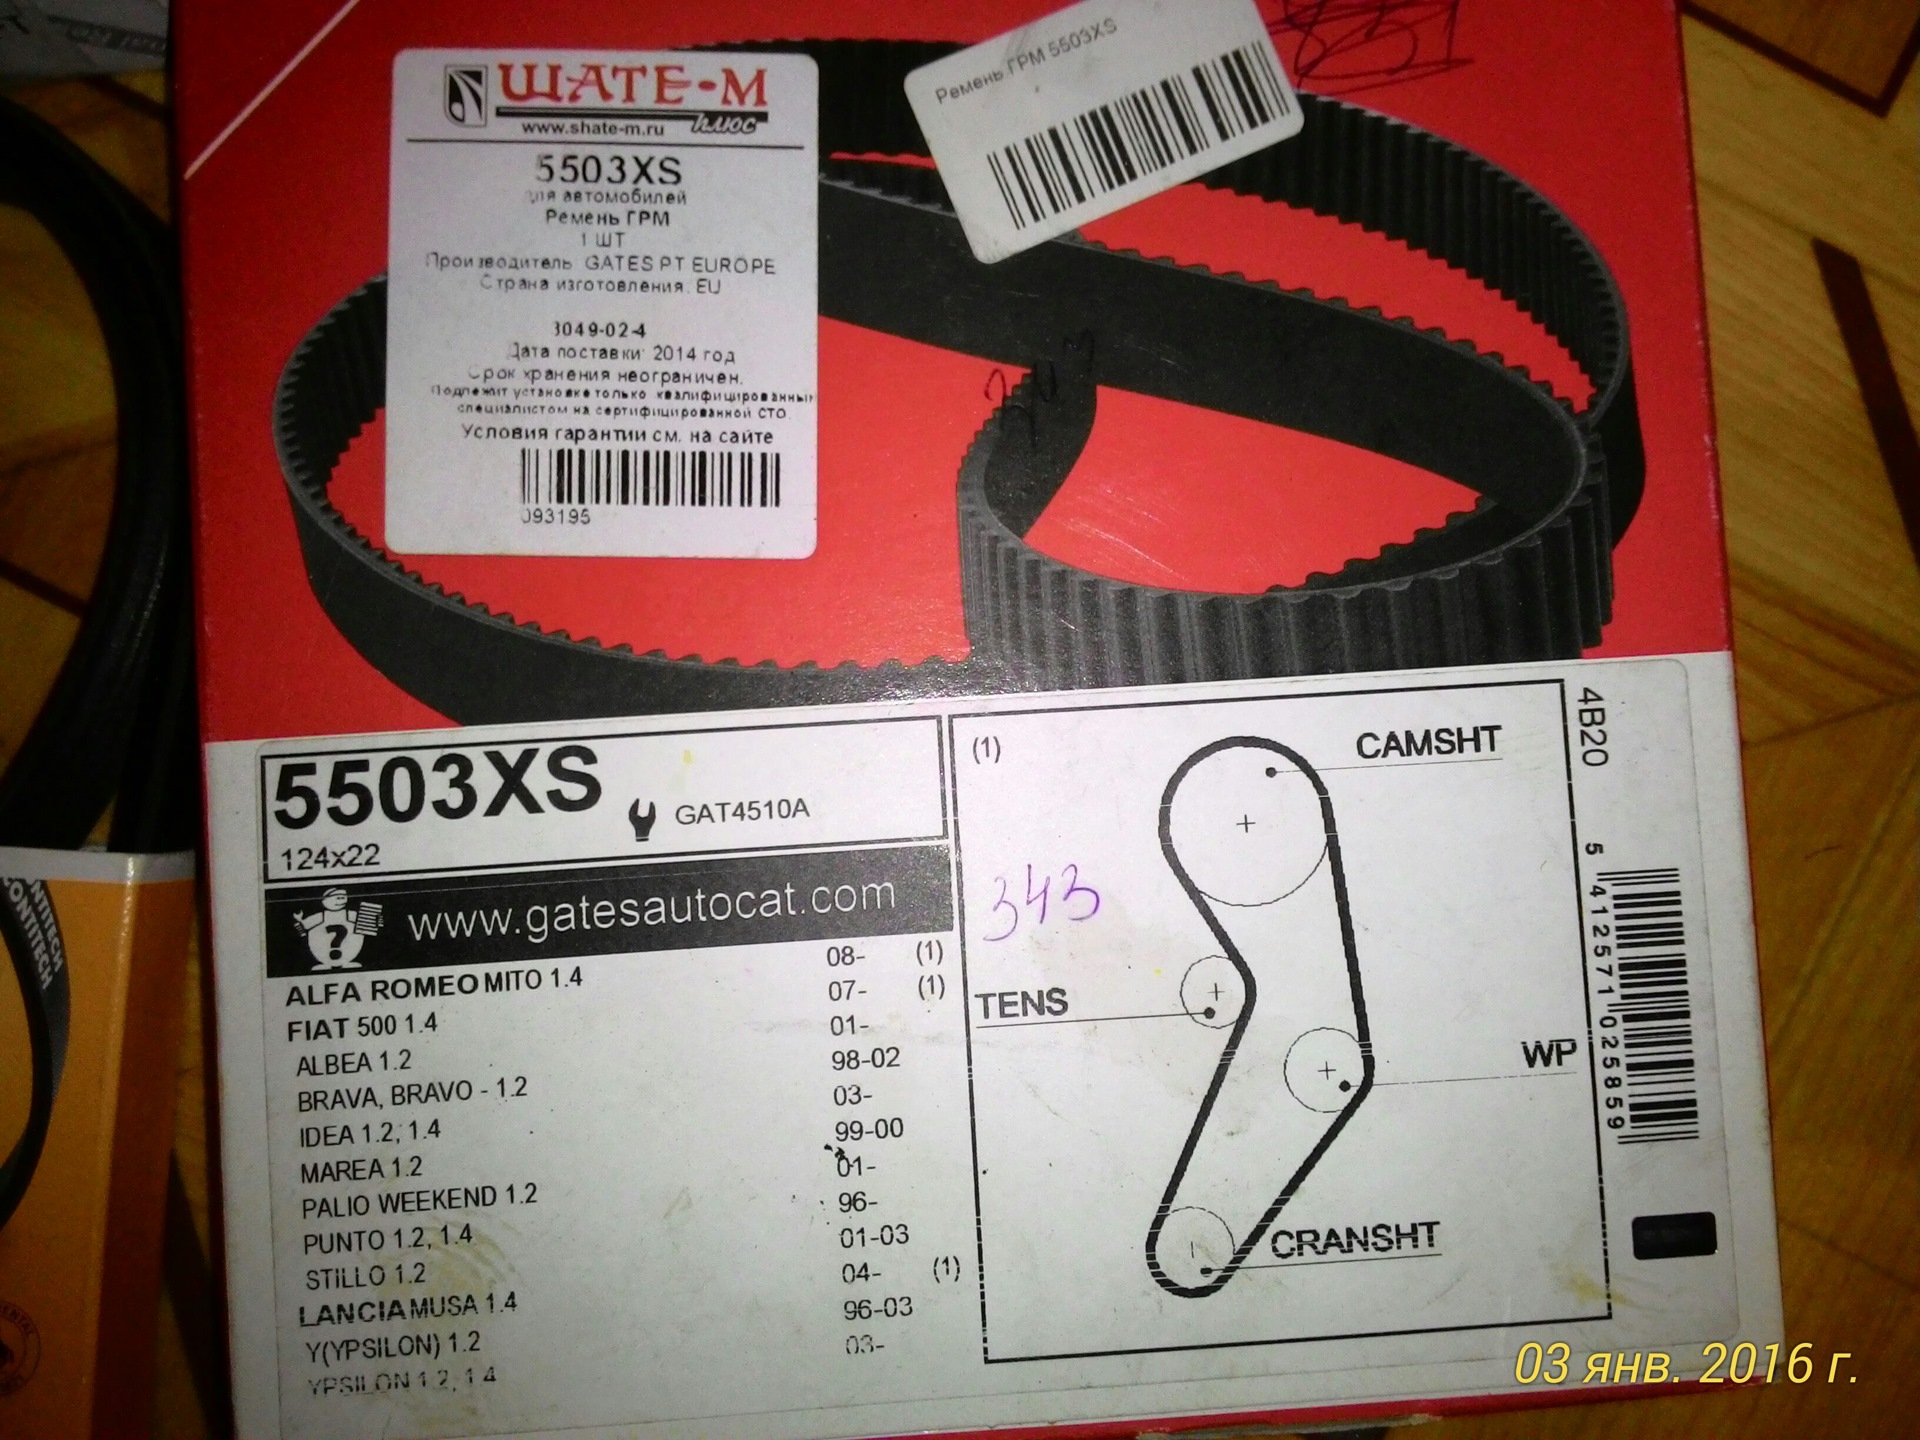 ШАТЕ-М
плюс
www.shate-m.ru
5503XS
для автомобилей
Ремень ГРМ
1 ШТ
Производитель: GATES PT EUROPE
Страна изготовления: EU
3049-02-4
Дата поставки: 2014 год
Срок хранения неограничен.
Подлежит установке только квалифицированным
специалистом на сертифицированной СТО.
Условия гарантии см. на сайте
093195
Ремень ГРМ 5503XS
343
5503XS
GAT4510A
124x22
www.gatesautocat.com
ALFA ROMEO MITO 1.4 08- (1)
FIAT 500 1.4 07- (1)
ALBEA 1.2 01-
BRAVA, BRAVO - 1.2 98-02
IDEA 1.2, 1.4 03-
MAREA 1.2 99-00
PALIO WEEKEND 1.2 01-
PUNTO 1.2, 1.4 96-
STILLO 1.2 01-03
LANCIA MUSA 1.4 04- (1)
Y(YPSILON) 1.2 96-03
YPSILON 1.2, 1.4 03-
(1)
CAMSHT
343
TENS
WP
CRANSHT
4B20
5 412571 025859
CONTITECH
03 янв. 2016 г.